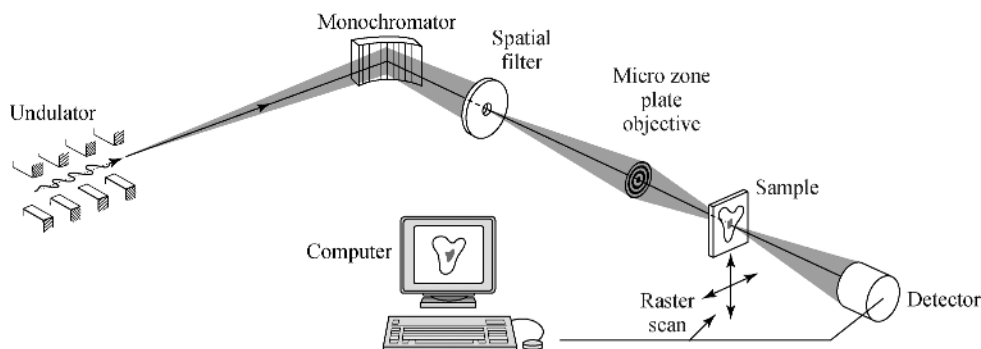 Monochromator
Spatial
filter
Micro zone
plate
objective
Undulator
Sample
Computer
Raster
scan
Detector